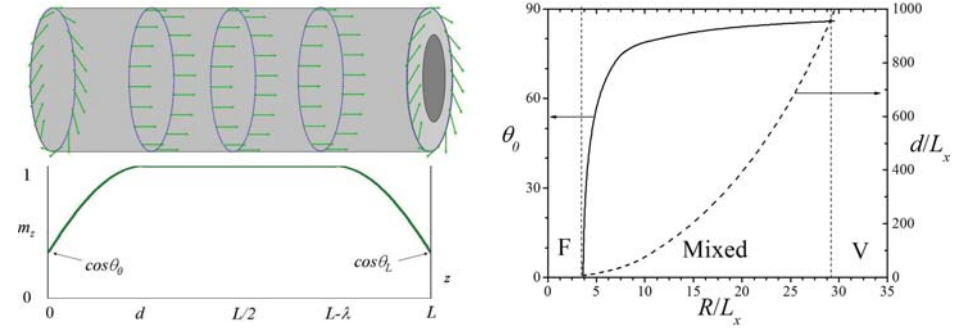 1
m_z
cosθ_0
cosθ_L
z
0
0 d L/2 L-λ L
90
60
30
0
θ_0
F
Mixed
V
0 5 10 15 20 25 30 35
R/L_x
1000
800
600
400
200
0
d/L_x